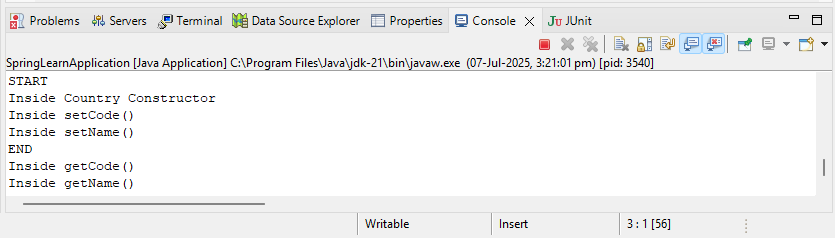 Problems Servers Terminal Data Source Explorer Properties Console JUnit
SpringLearnApplication [Java Application] C:\Program Files\Java\jdk-21\bin\javaw.exe (07-Jul-2025, 3:21:01 pm) [pid: 3540]
START
Inside Country Constructor
Inside setCode()
Inside setName()
END
Inside getCode()
Inside getName()
Writable Insert 3 : 1 [56]